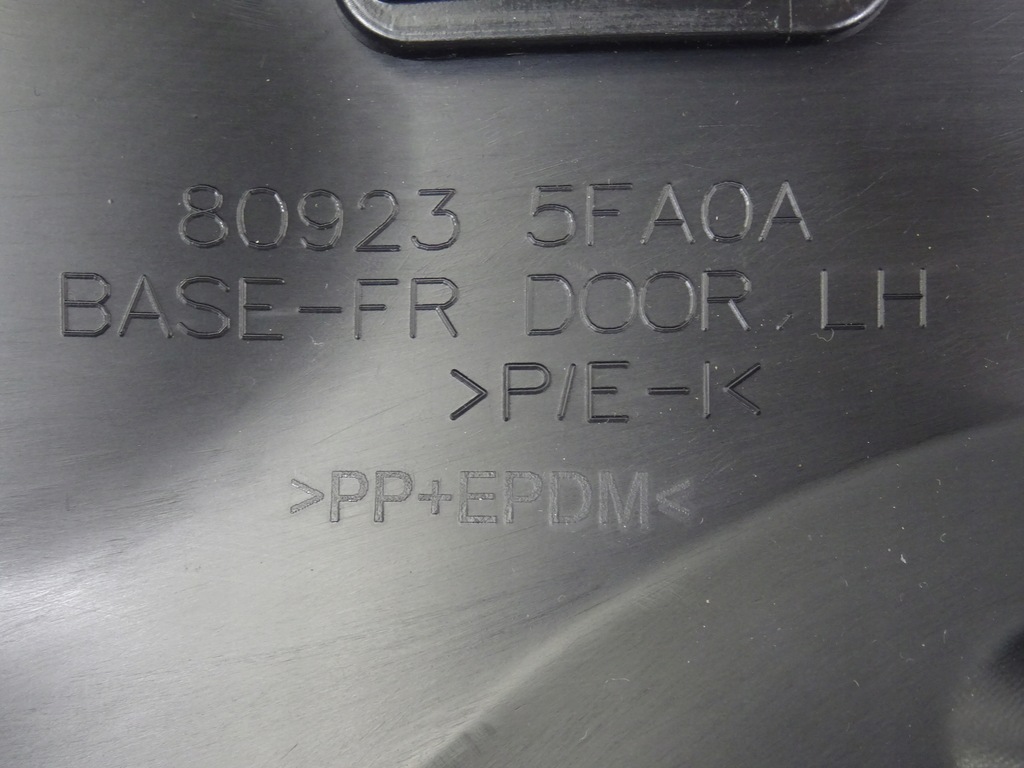 80923 5FA0A
BASE-FR DOOR, LH
>P/E-I<
>PP+EPDM<